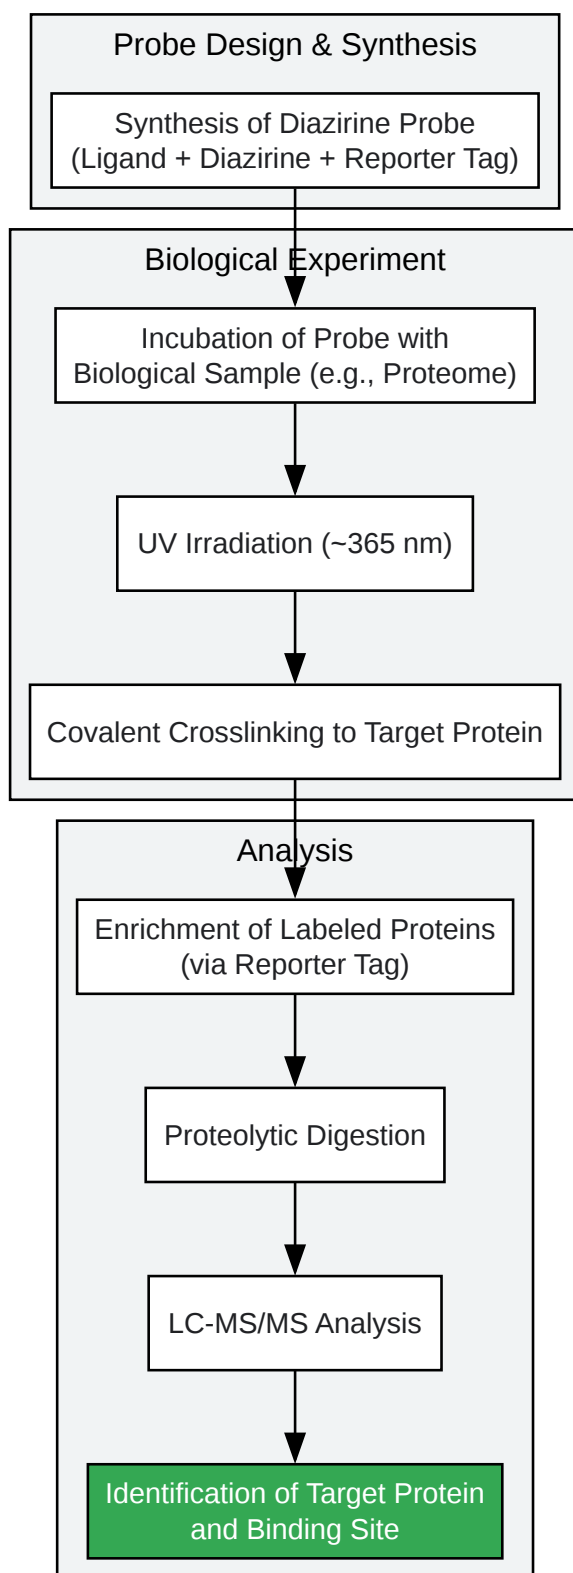 Probe Design & Synthesis
Synthesis of Diazirine Probe
(Ligand + Diazirine + Reporter Tag)
Biological Experiment
Incubation of Probe with
Biological Sample (e.g., Proteome)
UV Irradiation (~365 nm)
Covalent Crosslinking to Target Protein
Analysis
Enrichment of Labeled Proteins
(via Reporter Tag)
Proteolytic Digestion
LC-MS/MS Analysis
Identification of Target Protein
and Binding Site